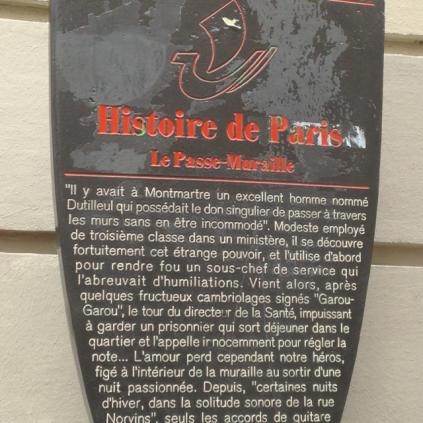 Histoire de Paris
Le Passe-Muraille
"Il y avait à Montmartre un excellent homme nommé
Dutilleul qui possédait le don singulier de passer à travers
les murs sans en être incommodé". Modeste employé
de troisième classe dans un ministère, il se découvre
fortuitement cet étrange pouvoir, et l'utilise d'abord
pour rendre fou un sous-chef de service qui
l'abreuvait d'humiliations. Vient alors, après
quelques fructueux cambriolages signés "Garou-
Garou", le tour du directeur de la Santé, impuissant
à garder un prisonnier qui sort déjeuner dans le
quartier et l'appelle innocemment pour régler la
note... L'amour perd cependant notre héros,
figé à l'intérieur de la muraille au sortir d'une
nuit passionnée. Depuis, "certaines nuits
d'hiver, dans la solitude sonore de la rue
Norvins", seuls les accords de guitare